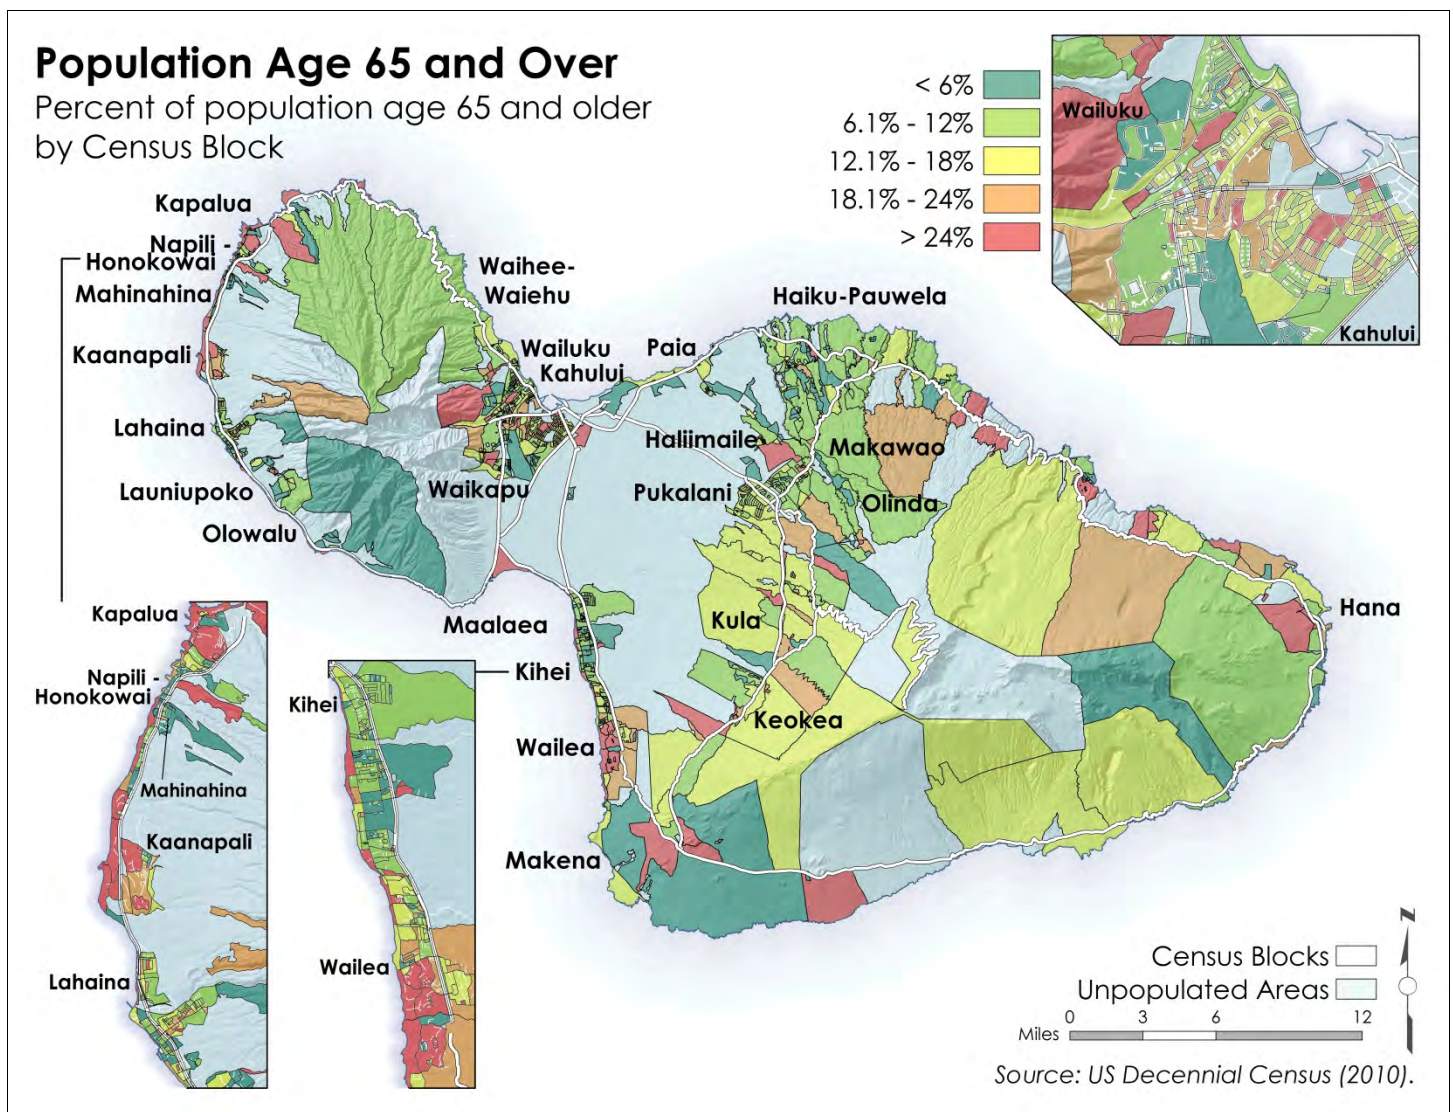 Population Age 65 and Over
Percent of population age 65 and older
by Census Block
< 6%
6.1% - 12%
12.1% - 18%
18.1% - 24%
> 24%
Wailuku
Kahului
Kapalua
Napili -
Honokowai
Mahinahina
Kaanapali
Lahaina
Launiupoko
Olowalu
Waihee-
Waiehu
Wailuku
Kahului
Waikapu
Maalaea
Paia
Haiku-Pauwela
Haliimaile
Makawao
Pukalani
Olinda
Kula
Keokea
Hana
Kihei
Wailea
Makena
Kapalua
Napili -
Honokowai
Mahinahina
Kaanapali
Lahaina
Kihei
Wailea
N
Census Blocks
Unpopulated Areas
0 3 6 12
Miles
Source: US Decennial Census (2010).